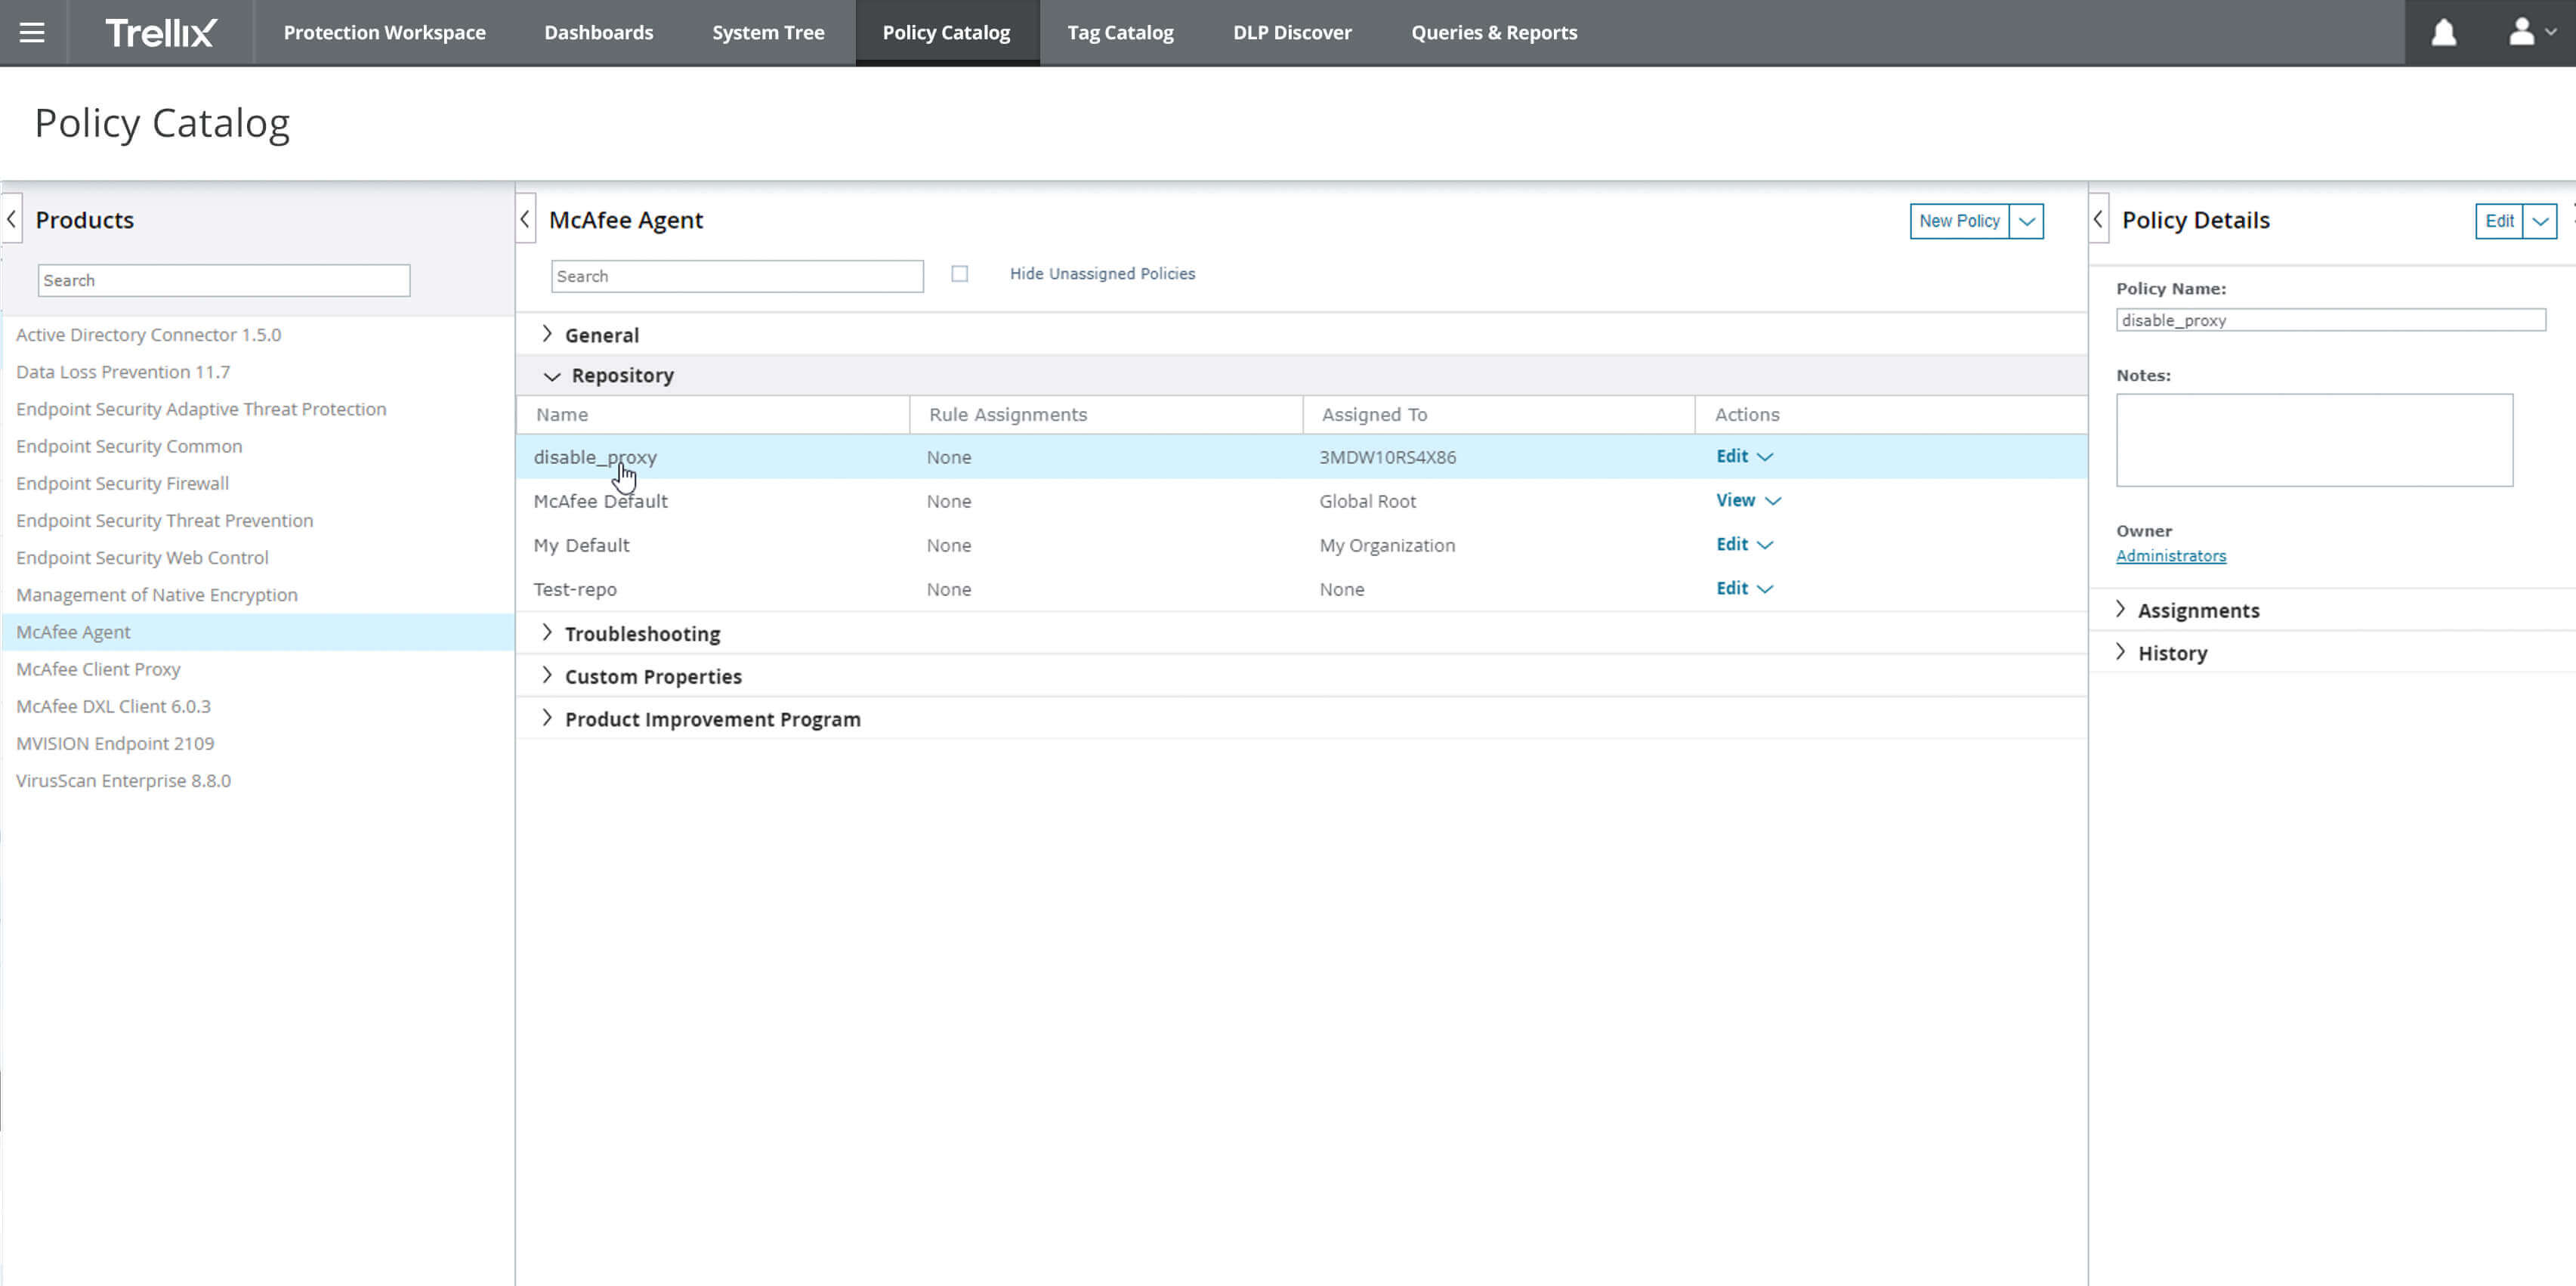 Trellix Protection Workspace Dashboards System Tree Policy Catalog Tag Catalog DLP Discover Queries & Reports
Policy Catalog
Products
Search
Active Directory Connector 1.5.0
Data Loss Prevention 11.7
Endpoint Security Adaptive Threat Protection
Endpoint Security Common
Endpoint Security Firewall
Endpoint Security Threat Prevention
Endpoint Security Web Control
Management of Native Encryption
McAfee Agent
McAfee Client Proxy
McAfee DXL Client 6.0.3
MVISION Endpoint 2109
VirusScan Enterprise 8.8.0
McAfee Agent New Policy
Search Hide Unassigned Policies
General
Repository
Name Rule Assignments Assigned To Actions
disable_proxy None 3MDW10RS4X86 Edit
McAfee Default None Global Root View
My Default None My Organization Edit
Test-repo None None Edit
Troubleshooting
Custom Properties
Product Improvement Program
Policy Details Edit
Policy Name:
disable_proxy
Notes:
Owner
Administrators
Assignments
History